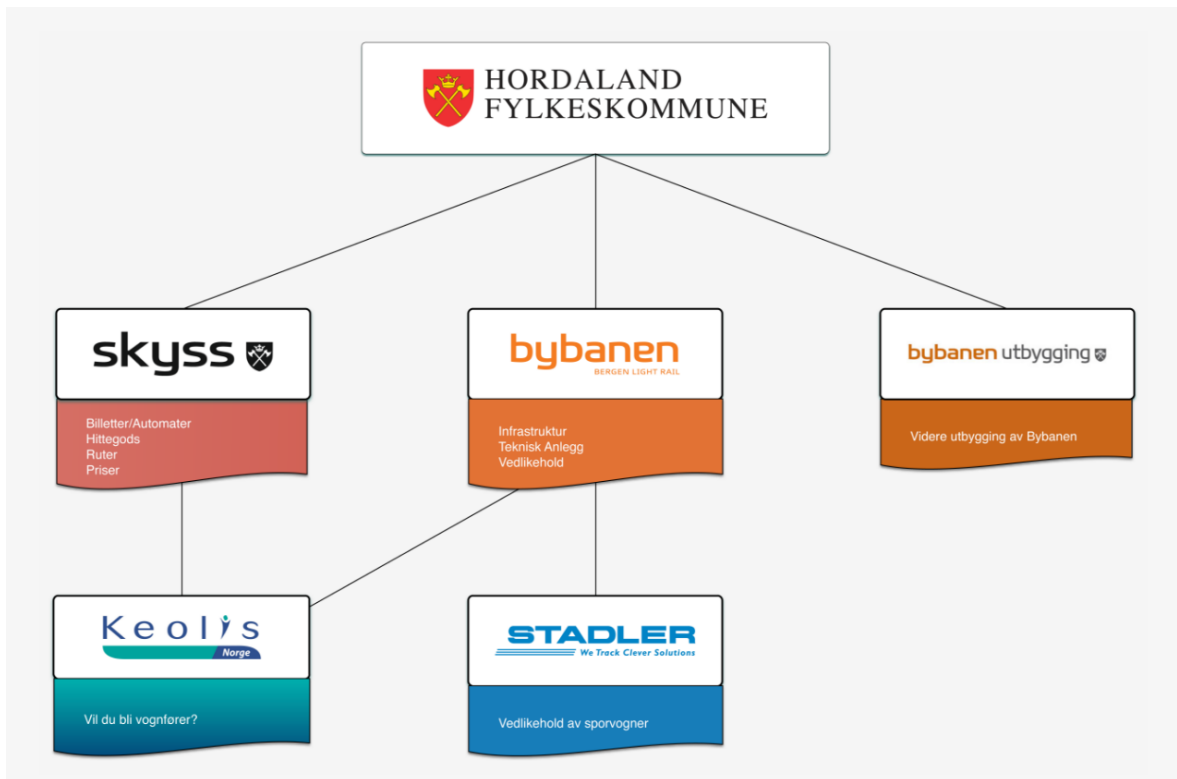 HORDALAND
FYLKESKOMMUNE
skyss
bybanen
BERGEN LIGHT RAIL
bybanen utbygging
Billetter/Automater
Hittegods
Ruter
Priser
Infrastruktur
Teknisk Anlegg
Vedlikehold
Videre utbygging av Bybanen
Keolis
Norge
STADLER
We Track Clever Solutions
Vil du bli vognfører?
Vedlikehold av sporvogner